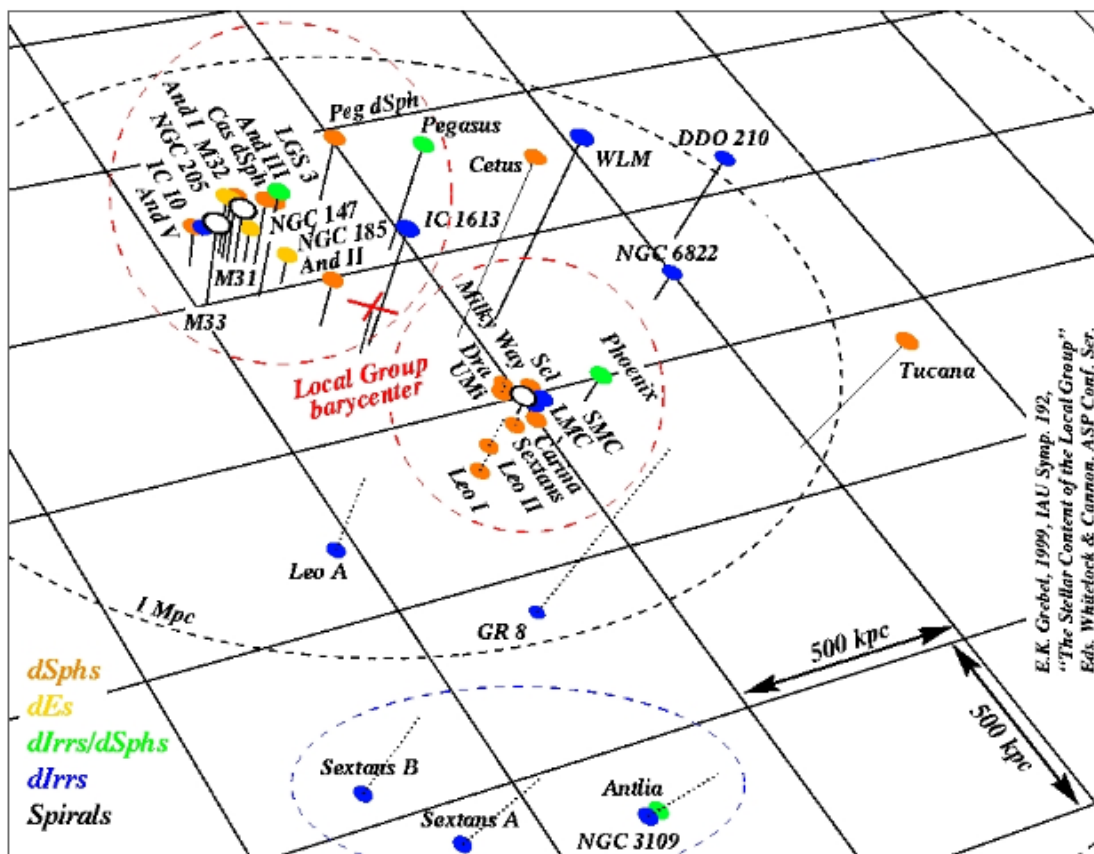 And I
NGC 205
IC 10
And V
M32
Cas dSph
And III
LGS 3
Peg dSph
Pegasus
Cetus
WLM
DDO 210
NGC 147
NGC 185
And II
IC 1613
NGC 6822
M31
M33
Local Group
barycenter
Milky Way
Dra
UMi
Scl
Phoenix
SMC
LMC
Carina
Sextans
Leo II
Leo I
Tucana
Leo A
GR 8
1 Mpc
500 kpc
500 kpc
Sextans B
Sextans A
Antlia
NGC 3109
dSphs
dEs
dIrrs/dSphs
dIrrs
Spirals
E.K. Grebel, 1999, IAU Symp. 192,
"The Stellar Content of the Local Group"
Eds. Whitelock & Cannon, ASP Conf. Ser.